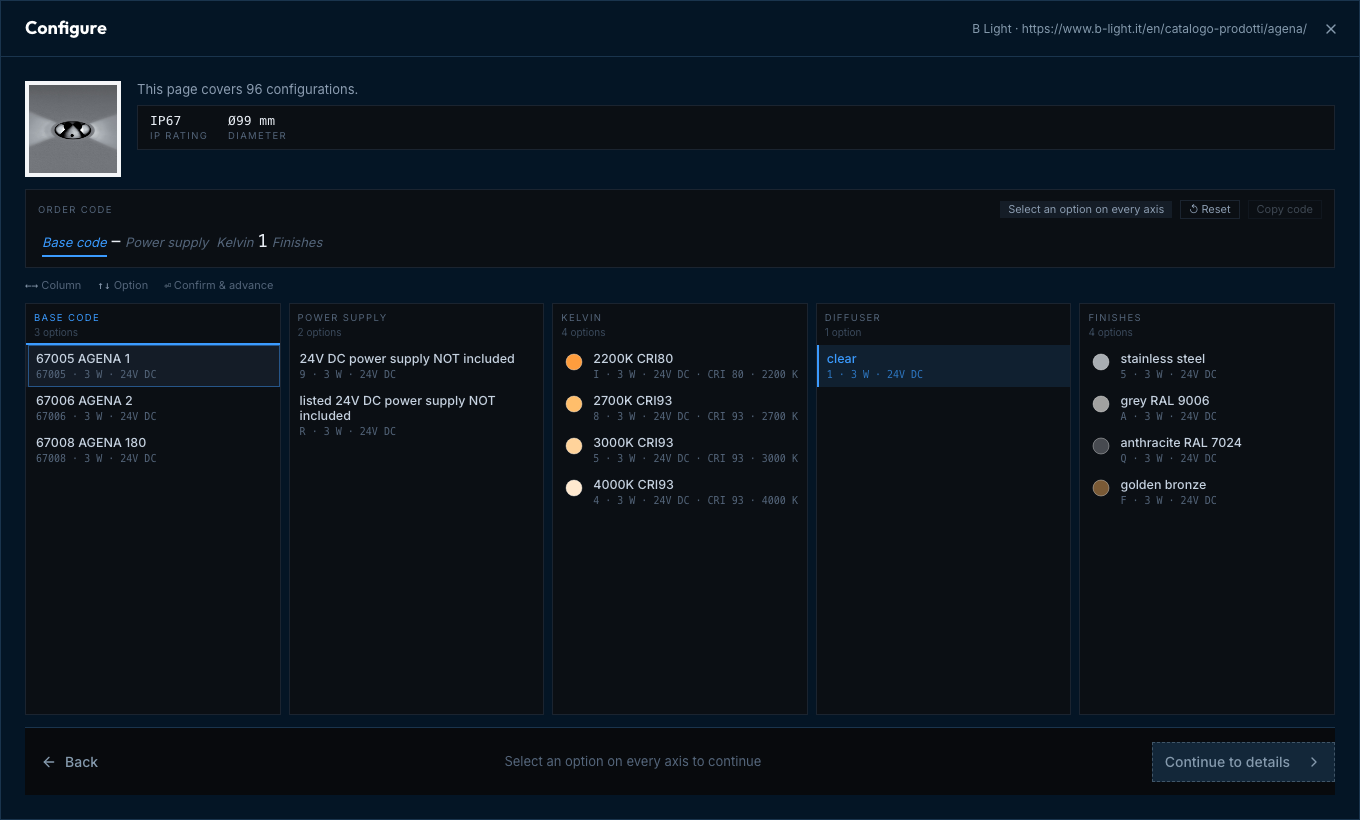 Configure
B Light · https://www.b-light.it/en/catalogo-prodotti/agena/ ×
This page covers 96 configurations.
IP67 Ø99 mm
IP RATING DIAMETER
ORDER CODE Select an option on every axis ↺ Reset Copy code
Base code – Power supply Kelvin 1 Finishes
←→ Column ↑↓ Option ⏎ Confirm & advance
BASE CODE
3 options
67005 AGENA 1
67005 · 3 W · 24V DC
67006 AGENA 2
67006 · 3 W · 24V DC
67008 AGENA 180
67008 · 3 W · 24V DC
POWER SUPPLY
2 options
24V DC power supply NOT included
9 · 3 W · 24V DC
listed 24V DC power supply NOT
included
R · 3 W · 24V DC
KELVIN
4 options
2200K CRI80
I · 3 W · 24V DC · CRI 80 · 2200 K
2700K CRI93
8 · 3 W · 24V DC · CRI 93 · 2700 K
3000K CRI93
5 · 3 W · 24V DC · CRI 93 · 3000 K
4000K CRI93
4 · 3 W · 24V DC · CRI 93 · 4000 K
DIFFUSER
1 option
clear
1 · 3 W · 24V DC
FINISHES
4 options
stainless steel
5 · 3 W · 24V DC
grey RAL 9006
A · 3 W · 24V DC
anthracite RAL 7024
Q · 3 W · 24V DC
golden bronze
F · 3 W · 24V DC
← Back Select an option on every axis to continue Continue to details >